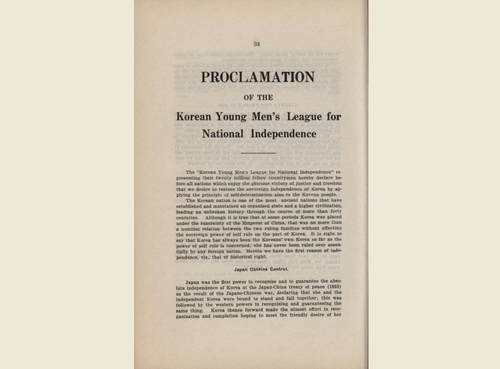 34
PROCLAMATION
OF THE
Korean Young Men's League for
National Independence
The "Korean Young Men's League for National Independence" re-
presenting their twenty million fellow countrymen hereby declare be-
fore all nations which enjoy the glorious victory of justice and freedom
that we desire to restore the sovereign independence of Korea by ap-
plying the principle of self-determination also to the Korean people.
The Korean nation is one of the most ancient nations that have
established and maintained an organized state and a higher civilization,
leading an unbroken history through the course of more than forty
centuries. Although it is true that at some periods Korea was placed
under the suzerainty of the Emperor of China, that was no more than
a nominal relation between the two ruling families without affecting
the sovereign power of self rule on the part of Korea. It is right to
say that Korea has always been the Koreans' own Korea so far as the
power of self rule is concerned; she has never been ruled over essen-
tially by any foreign nation. Herein we have the first reason of inde-
pendence, viz., that of historical right.
Japan Obtains Control.
Japan was the first power to recognize and to guarantee the abso-
lute independence of Korea at the Japan-China treaty of peace (1895)
as the result of the Japano-Chinese war, declaring that she and the
independent Korea were bound to stand and fall together; this was
followed by the western powers in recognizing and guaranteeing the
same thing. Korea thence forward made the utmost effort in reor-
ganization and completion hoping to meet the friendly desire of her